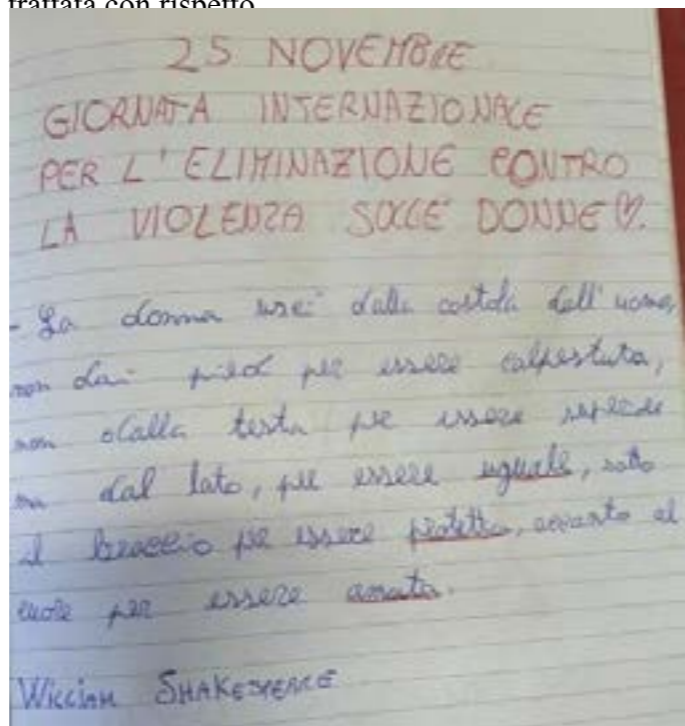 trattata con rispetto
25 NOVEMBRE
GIORNATA INTERNAZIONALE
PER L'ELIMINAZIONE CONTRO
LA VIOLENZA SULLE DONNE ♡.
- La donna uscì dalla costola dell'uomo,
non dai piedi per essere calpestata,
non dalla testa per essere
ma dal lato, per essere uguale, sotto
il braccio per essere protetta, accanto al
cuore per essere amata.
William SHAKESPEARE